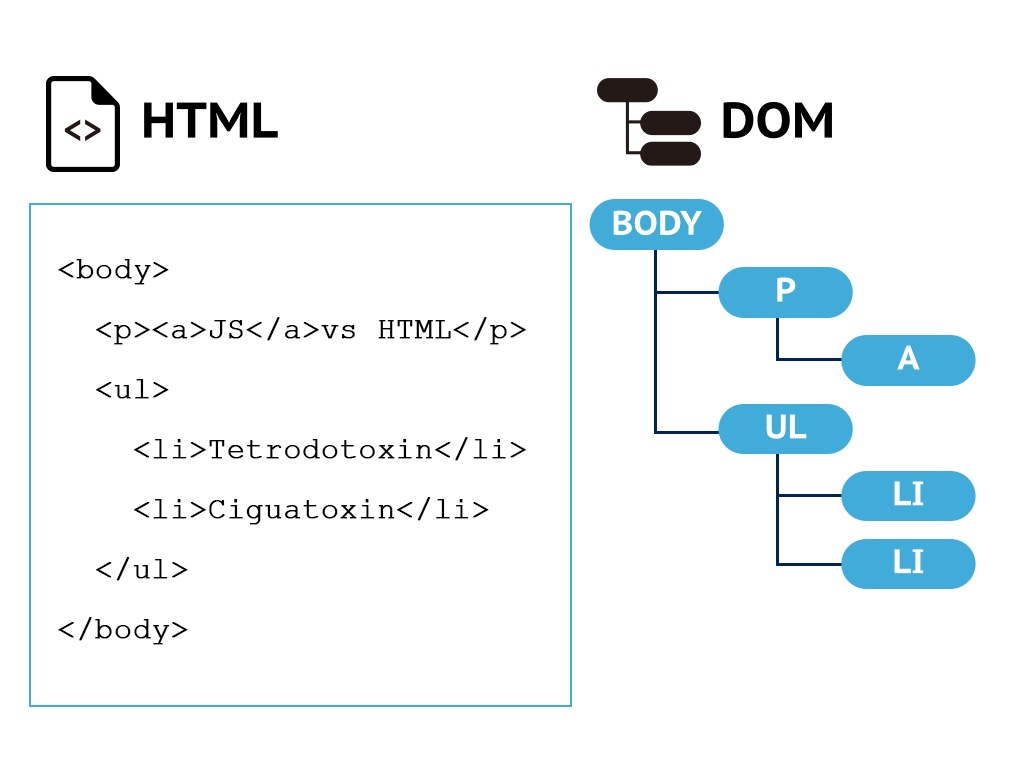 <>
HTML
DOM
<body>
<p><a>JS</a>vs HTML</p>
<ul>
<li>Tetrodotoxin</li>
<li>Ciguatoxin</li>
</ul>
</body>
BODY
P
A
UL
LI
LI